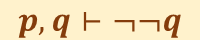 p, q ⊢ ¬¬q